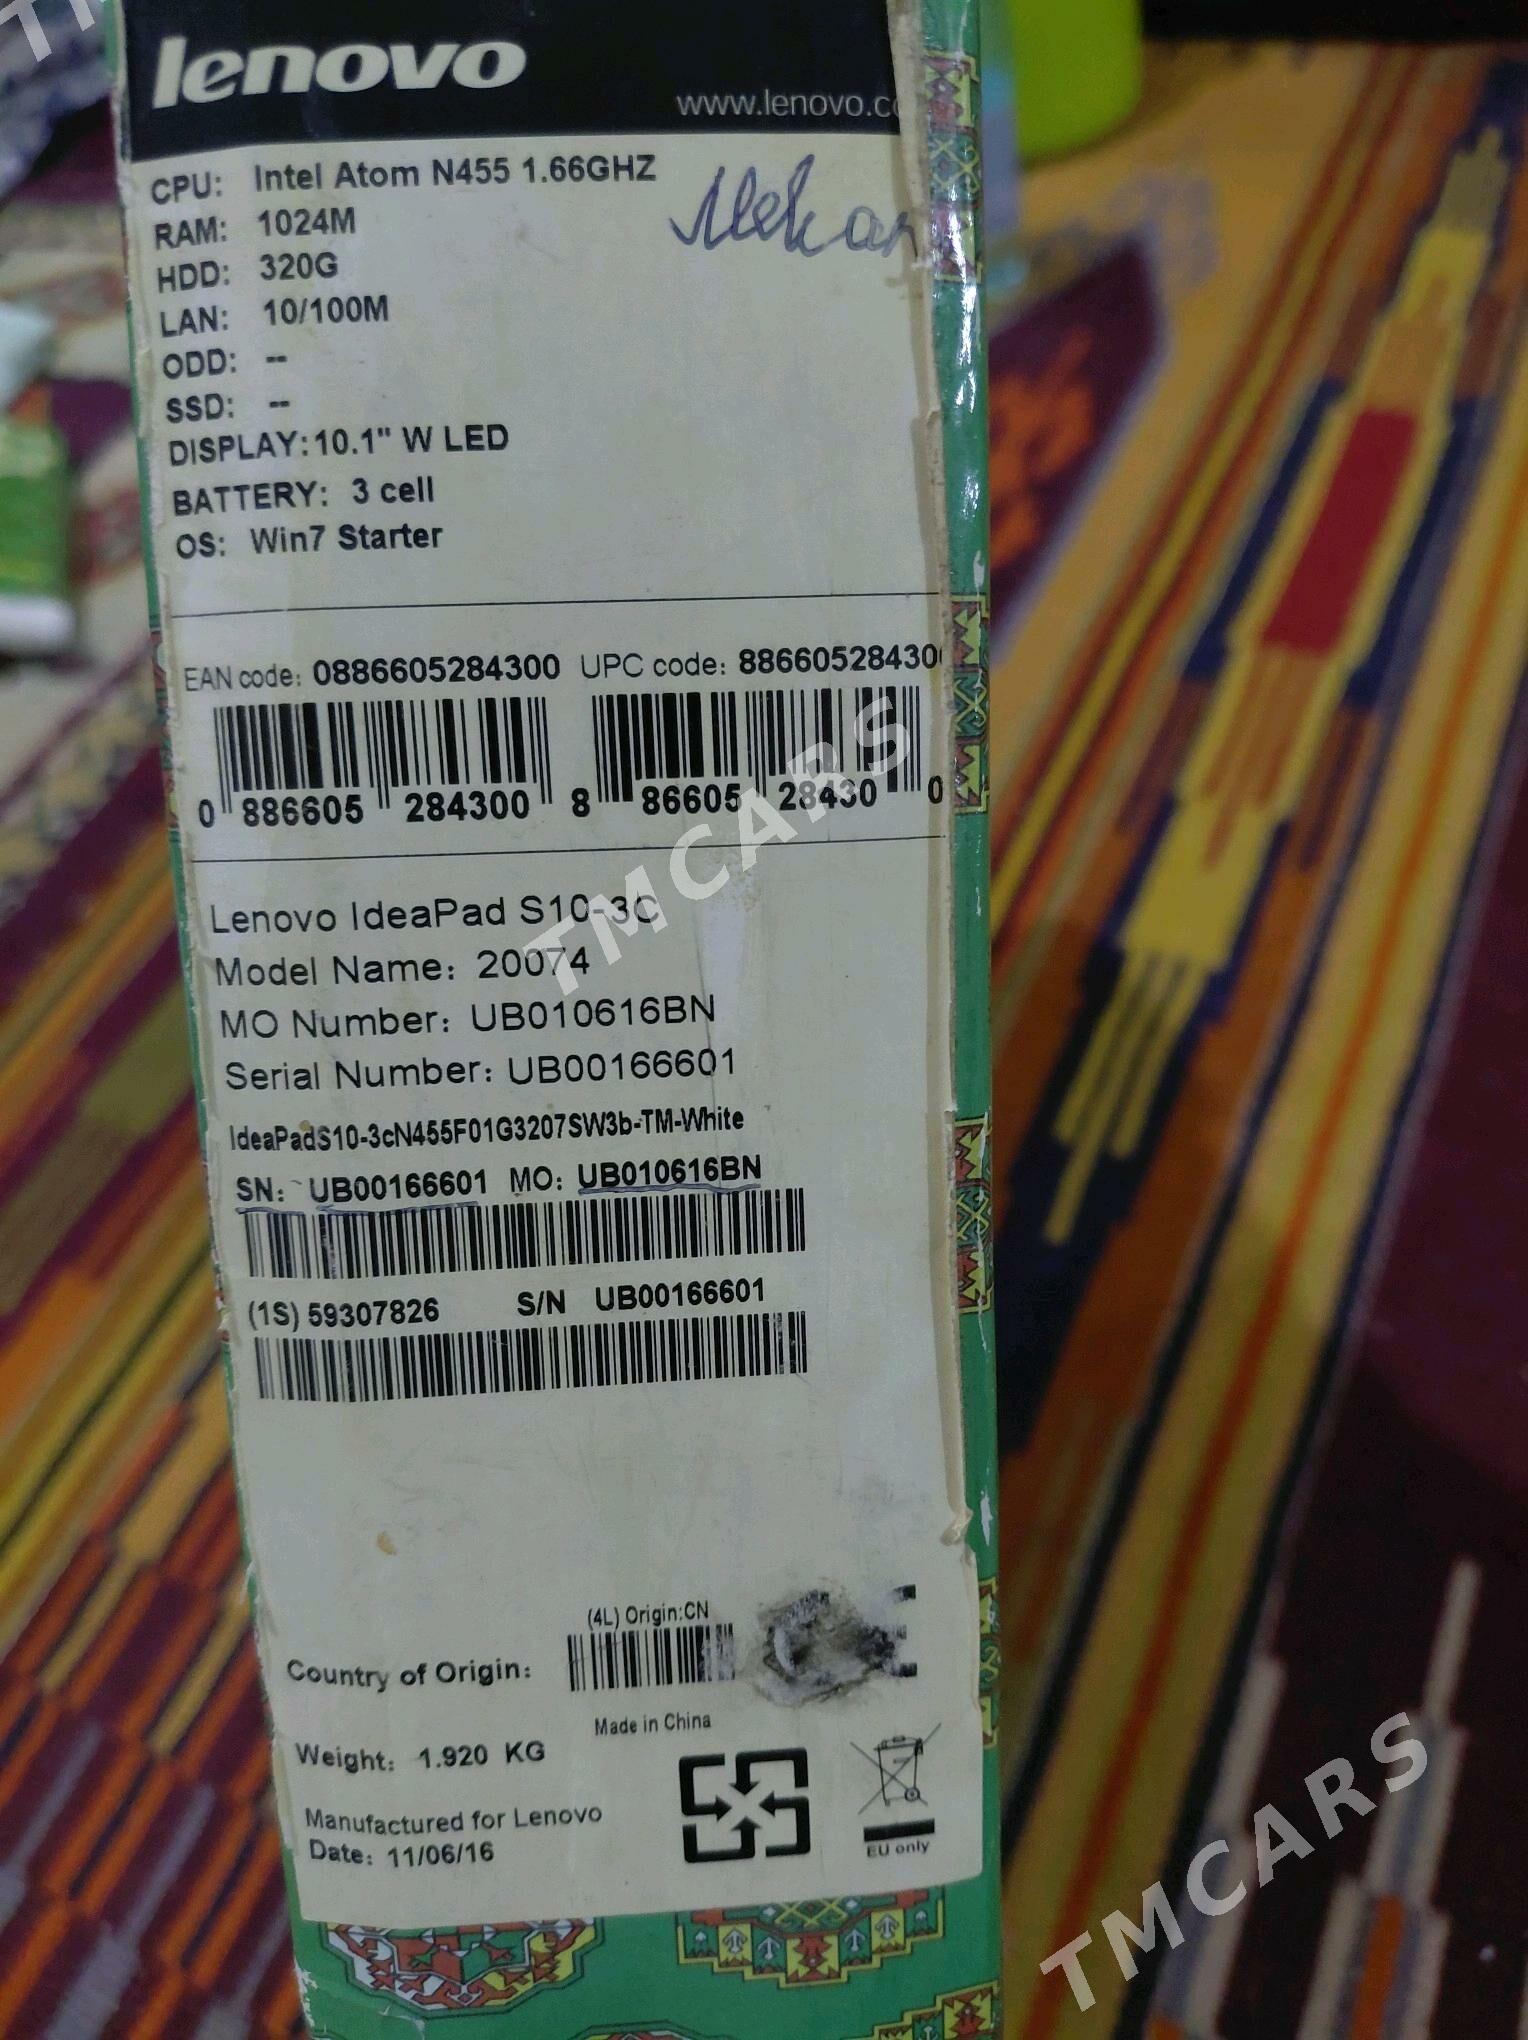 lenovo
www.lenovo.c
CPU: Intel Atom N455 1.66GHZ
Mekan
RAM: 1024M
HDD: 320G
LAN: 10/100M
ODD: --
SSD: --
DISPLAY: 10.1" W LED
BATTERY: 3 cell
OS: Win7 Starter
EAN code: 0886605284300 UPC code: 886605284300
0 886605 284300 8 86605 28430 0
Lenovo IdeaPad S10-3C
Model Name: 20074
MO Number: UB010616BN
Serial Number: UB00166601
IdeaPadS10-3cN455F01G3207SW3b-TM-White
SN: UB00166601 MO: UB010616BN
(1S) 59307826 S/N UB00166601
(4L) Origin:CN
Country of Origin:
Made in China
Weight: 1.920 KG
Manufactured for Lenovo
Date: 11/06/16
EU only
TMCARS
TMCARS